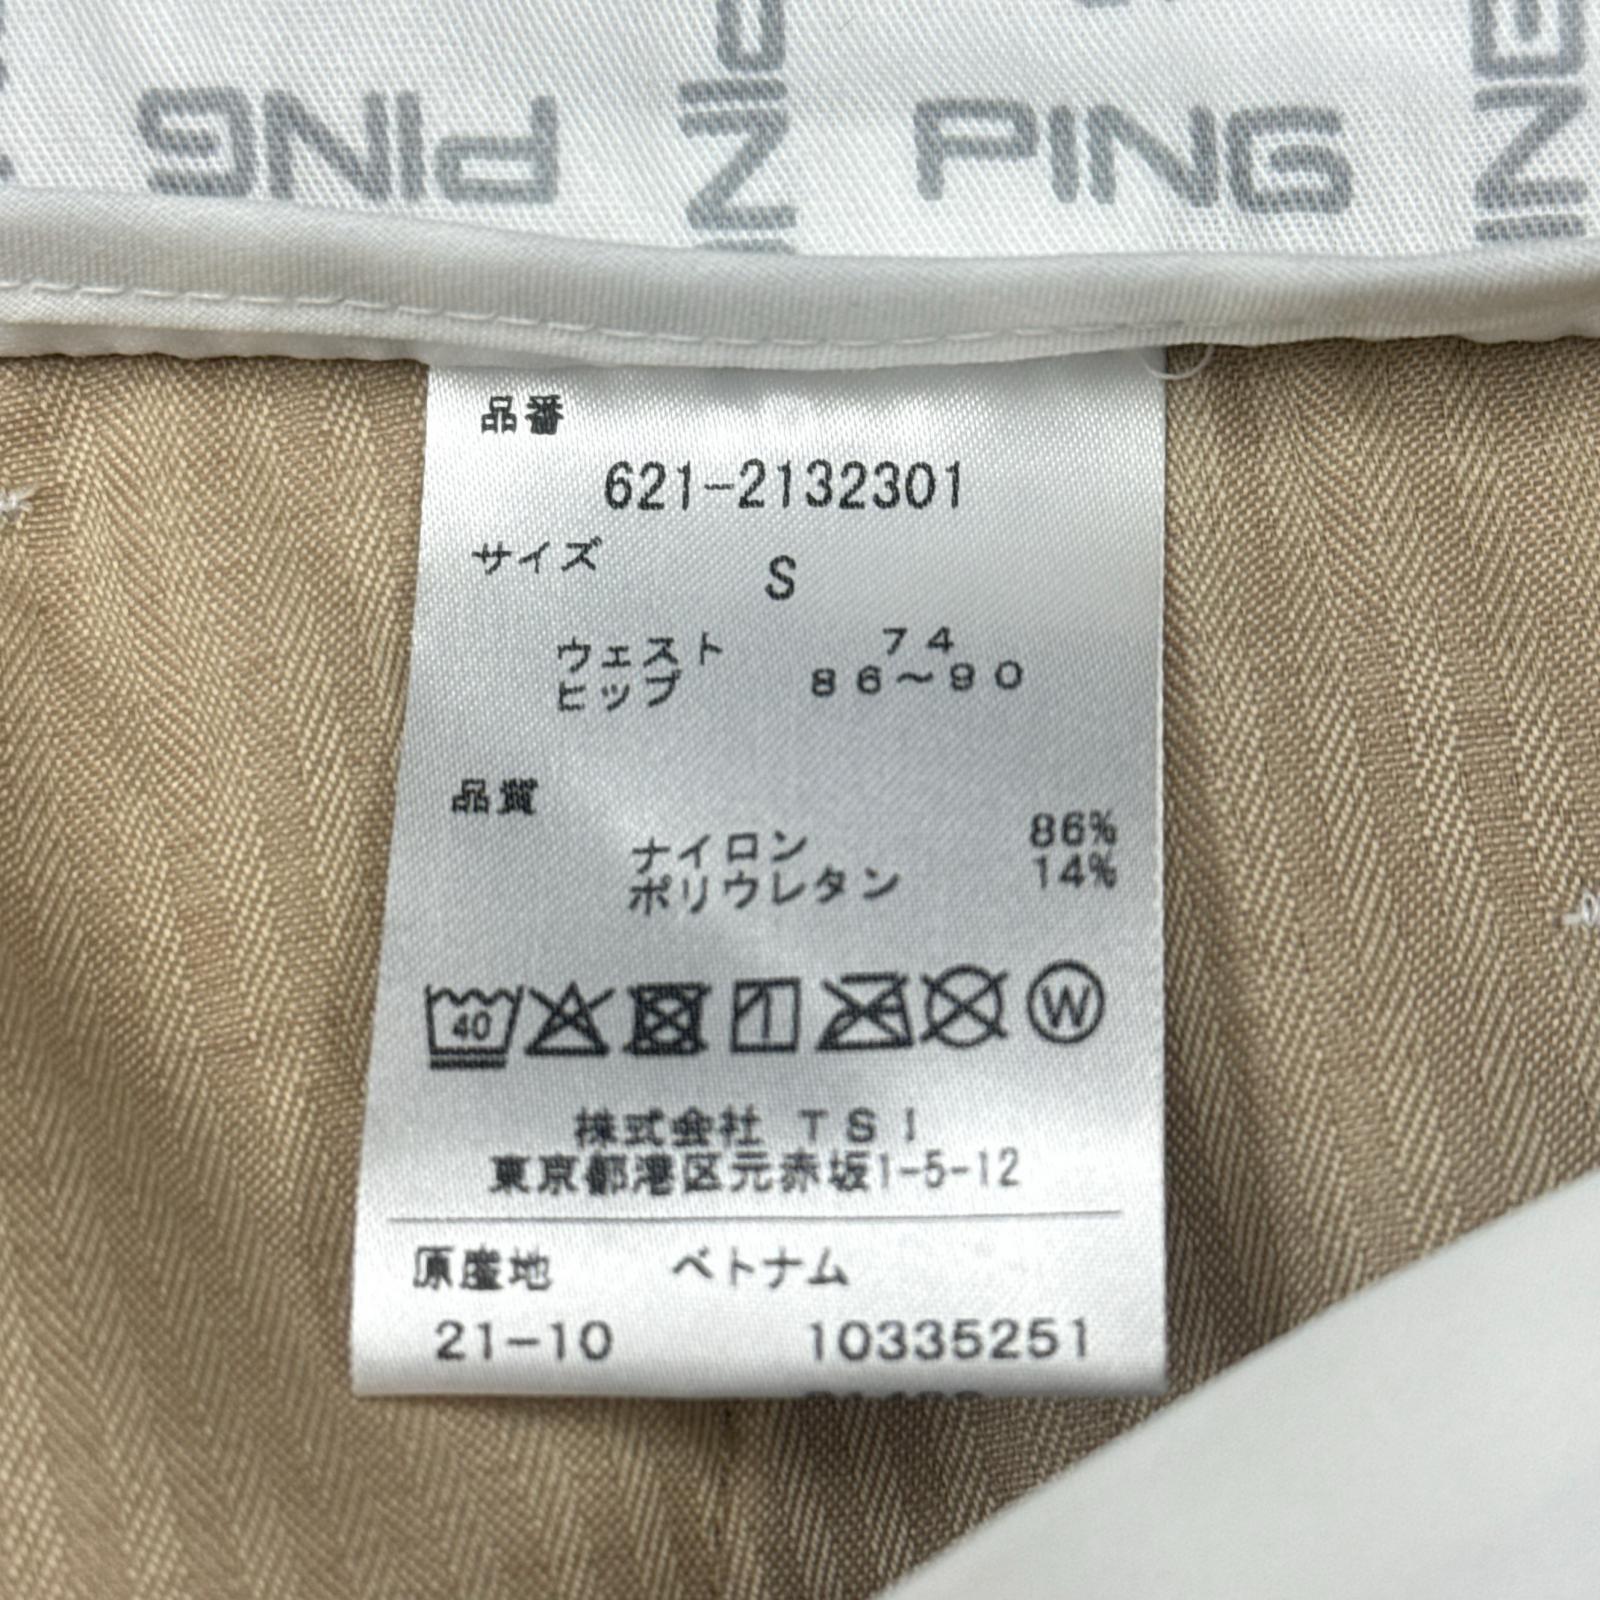 PING PING
品番
621-2132301
サイズ S
ウェスト 74
ヒップ 86～90
品質
ナイロン 86%
ポリウレタン 14%
40 W
株式会社 TSI
東京都港区元赤坂1-5-12
原産地 ベトナム
21-10 10335251